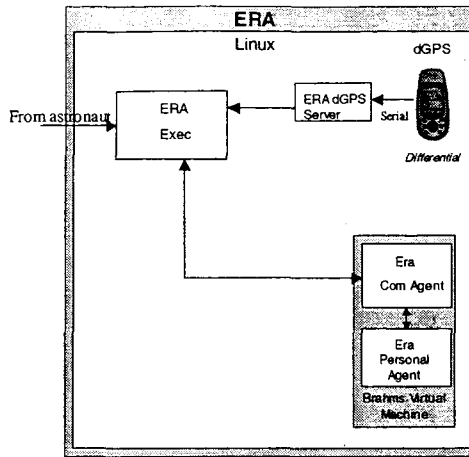 ERA
Linux
dGPS
ERA
Exec
ERA dGPS
Server
Serial
From astronaut
Differential
Era
Com Agent
Era
Personal
Agent
Brahms Virtual
Machine